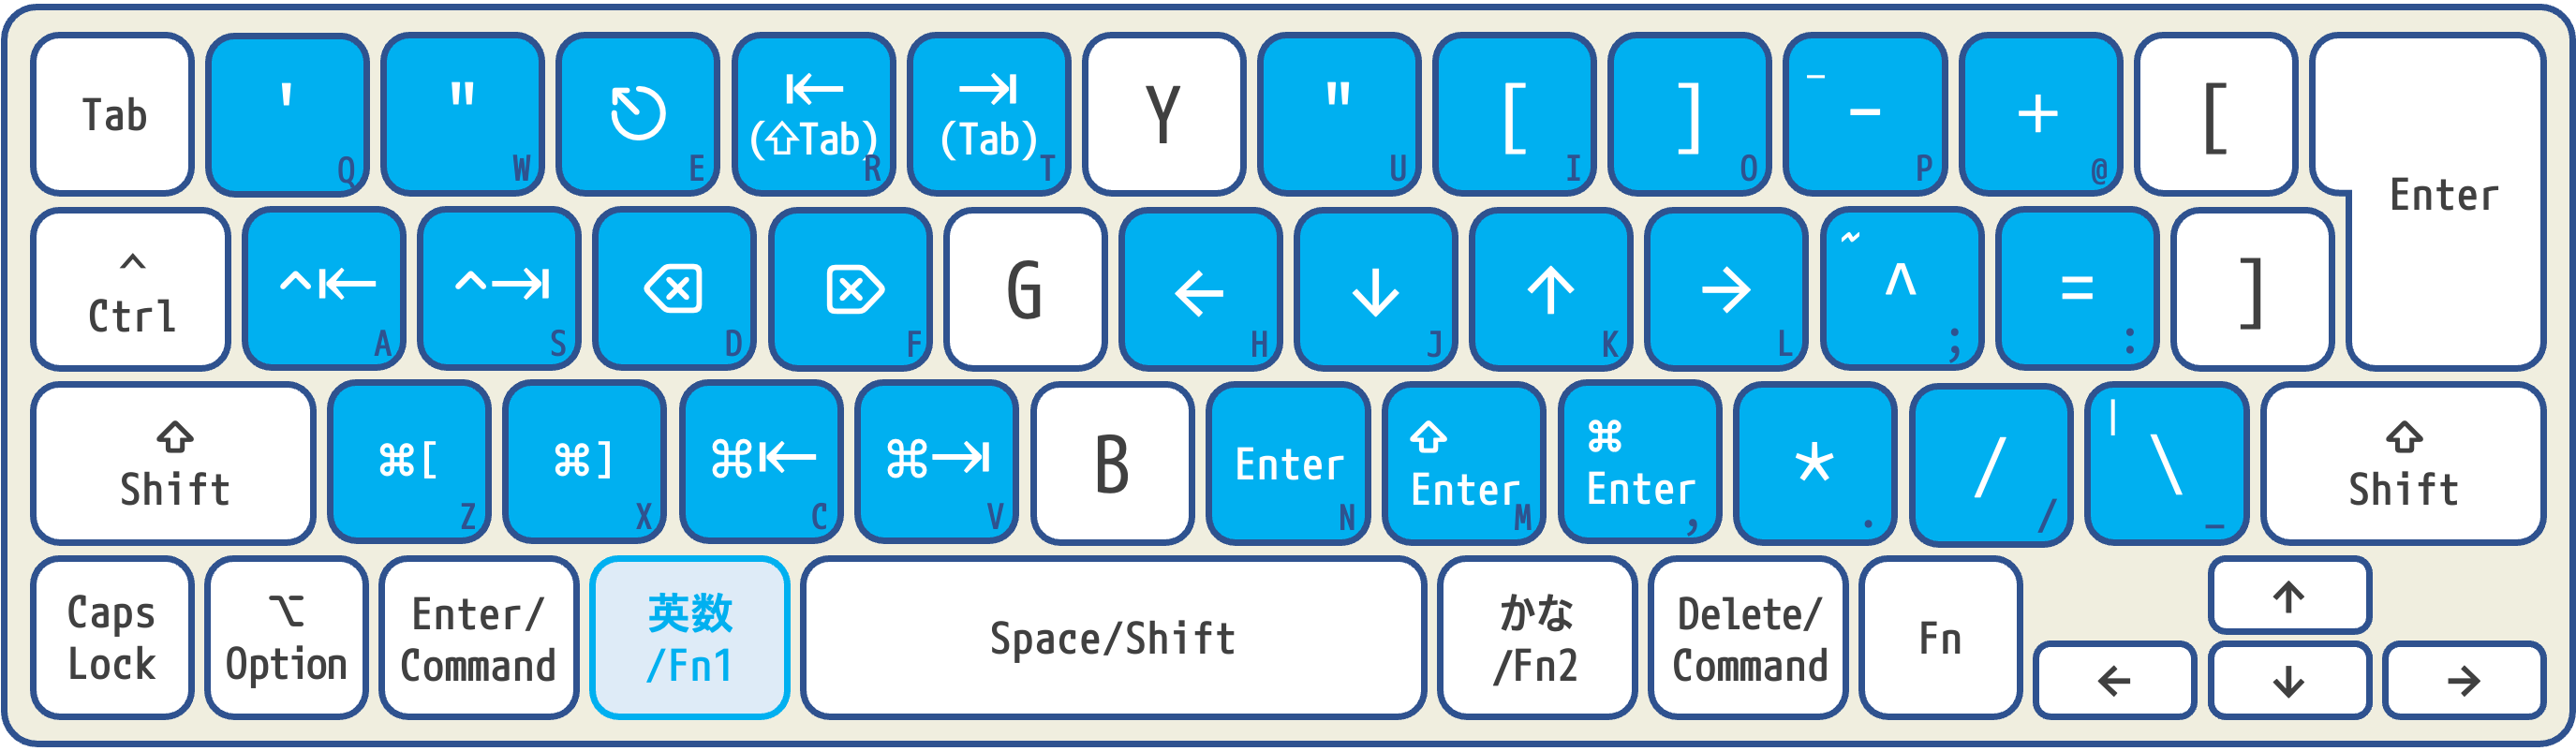 Tab
' Q
" W
E
⇤ (⇧Tab) R
⇥ (Tab) T
Y
" U
[ I
] O
_ - P
+ @
[
Enter
^ Ctrl
^⇤ A
^⇥ S
⌫ D
⌦ F
G
← H
↓ J
↑ K
→ L
~ ^ ;
= :
]
⇧ Shift
⌘[ Z
⌘] X
⌘⇤ C
⌘⇥ V
B
Enter N
⇧ Enter M
⌘ Enter ,
* .
/ /
| \ _
⇧ Shift
Caps Lock
⌥ Option
Enter/ Command
英数 /Fn1
Space/Shift
かな /Fn2
Delete/ Command
Fn
←
↑
↓
→